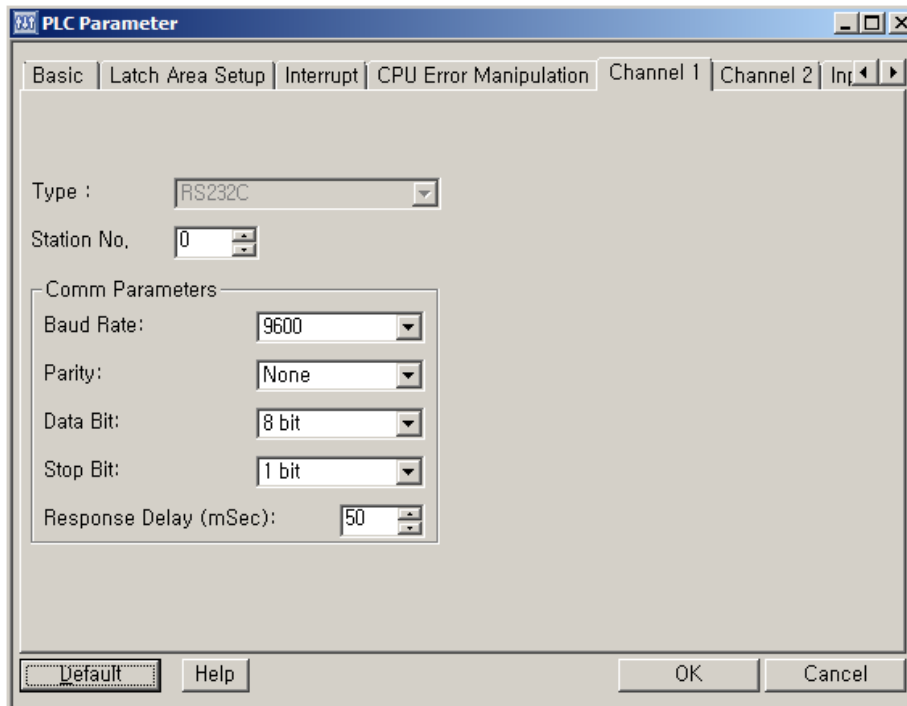 PLC Parameter
Basic Latch Area Setup Interrupt CPU Error Manipulation Channel 1 Channel 2
Type : RS232C
Station No. 0
Comm Parameters
Baud Rate: 9600
Parity: None
Data Bit: 8 bit
Stop Bit: 1 bit
Response Delay (mSec): 50
Default Help OK Cancel